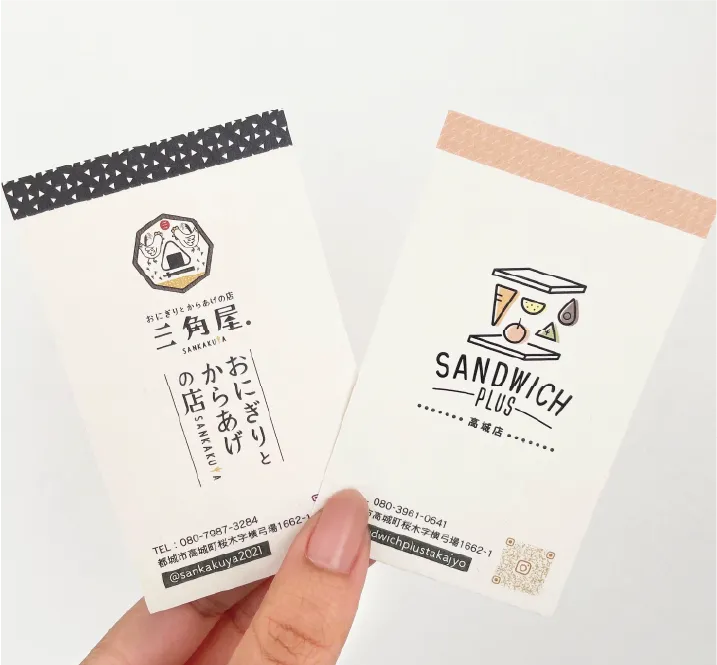 おにぎりとからあげの店
三角屋.
SANKAKUYA
おにぎりと
からあげ
の店 SANKAKUYA
TEL : 080-7987-3284
都城市高城町桜木字横弓場1662-1
@sankakuya2021
SANDWICH
PLUS
高城店
080-3961-0641
市高城町桜木字横弓場1662-1
dwichplustakajyo